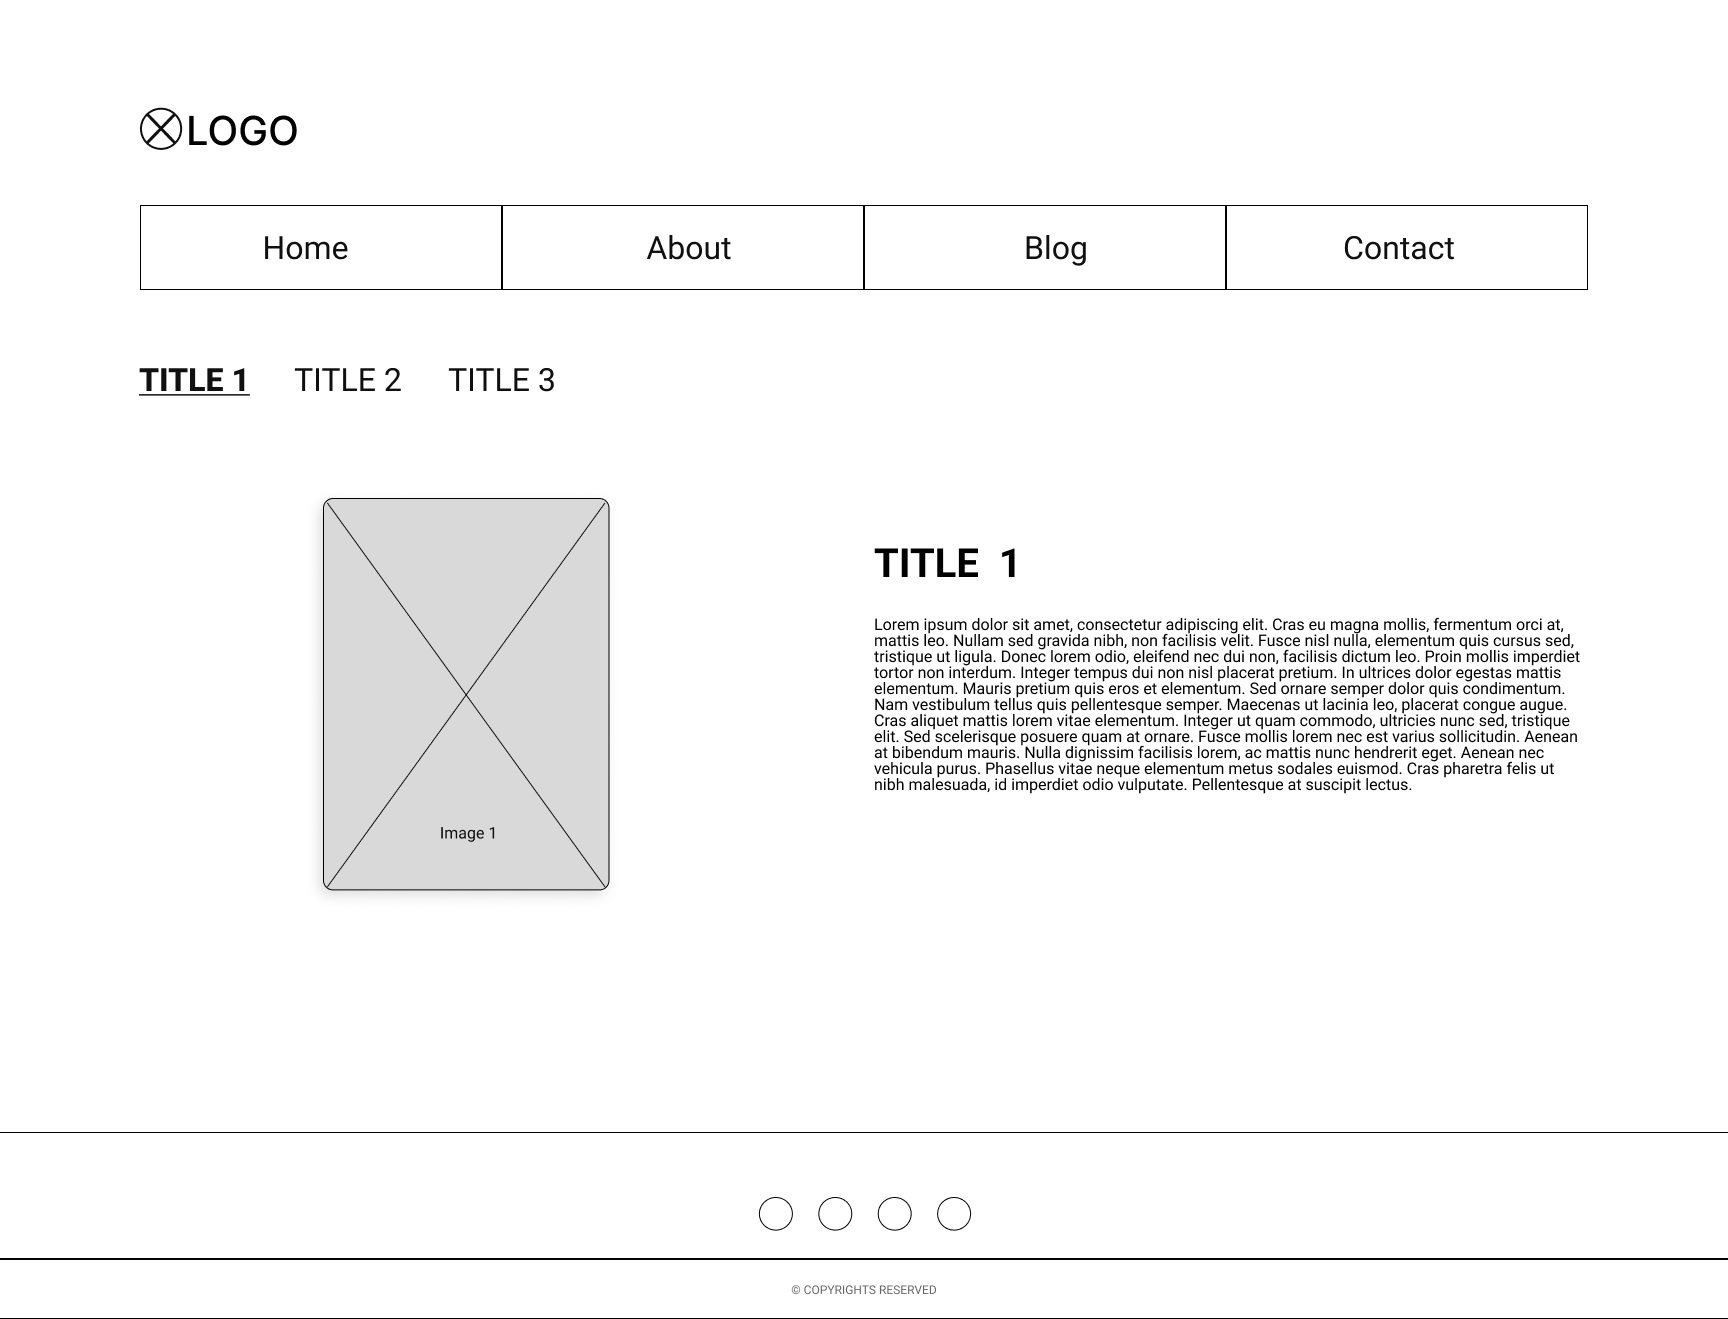 LOGO
Home About Blog Contact
TITLE 1 TITLE 2 TITLE 3
TITLE 1
Lorem ipsum dolor sit amet, consectetur adipiscing elit. Cras eu magna mollis, fermentum orci at,
mattis leo. Nullam sed gravida nibh, non facilisis velit. Fusce nisl nulla, elementum quis cursus sed,
tristique ut ligula. Donec lorem odio, eleifend nec dui non, facilisis dictum leo. Proin mollis imperdiet
tortor non interdum. Integer tempus dui non nisl placerat pretium. In ultrices dolor egestas mattis
elementum. Mauris pretium quis eros et elementum. Sed ornare semper dolor quis condimentum.
Nam vestibulum tellus quis pellentesque semper. Maecenas ut lacinia leo, placerat congue augue.
Cras aliquet mattis lorem vitae elementum. Integer ut quam commodo, ultricies nunc sed, tristique
elit. Sed scelerisque posuere quam at ornare. Fusce mollis lorem nec est varius sollicitudin. Aenean
at bibendum mauris. Nulla dignissim facilisis lorem, ac mattis nunc hendrerit eget. Aenean nec
vehicula purus. Phasellus vitae neque elementum metus sodales euismod. Cras pharetra felis ut
nibh malesuada, id imperdiet odio vulputate. Pellentesque at suscipit lectus.
Image 1
© COPYRIGHTS RESERVED